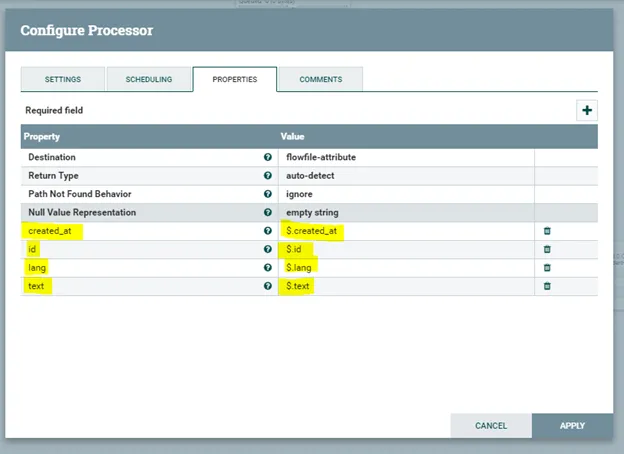 Configure Processor
SETTINGS SCHEDULING PROPERTIES COMMENTS
Required field
Property Value
Destination flowfile-attribute
Return Type auto-detect
Path Not Found Behavior ignore
Null Value Representation empty string
created_at $.created_at
id $.id
lang $.lang
text $.text
CANCEL APPLY